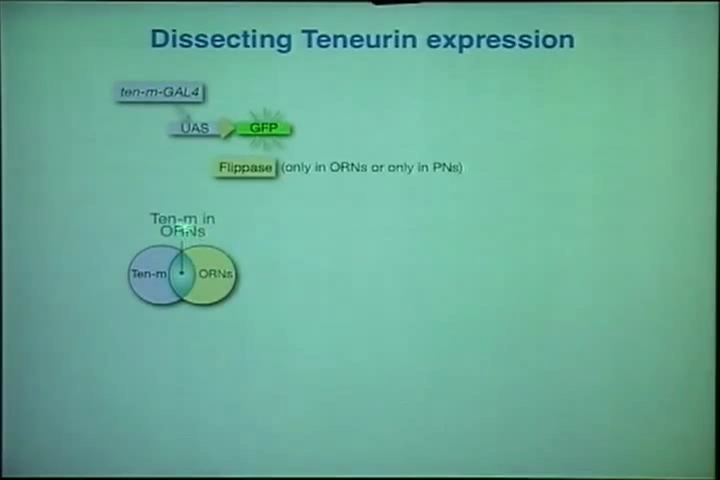 Dissecting Teneurin expression
ten-m-GAL4
UAS GFP
Flippase (only in ORNs or only in PNs)
Ten-m in
ORNs
Ten-m ORNs